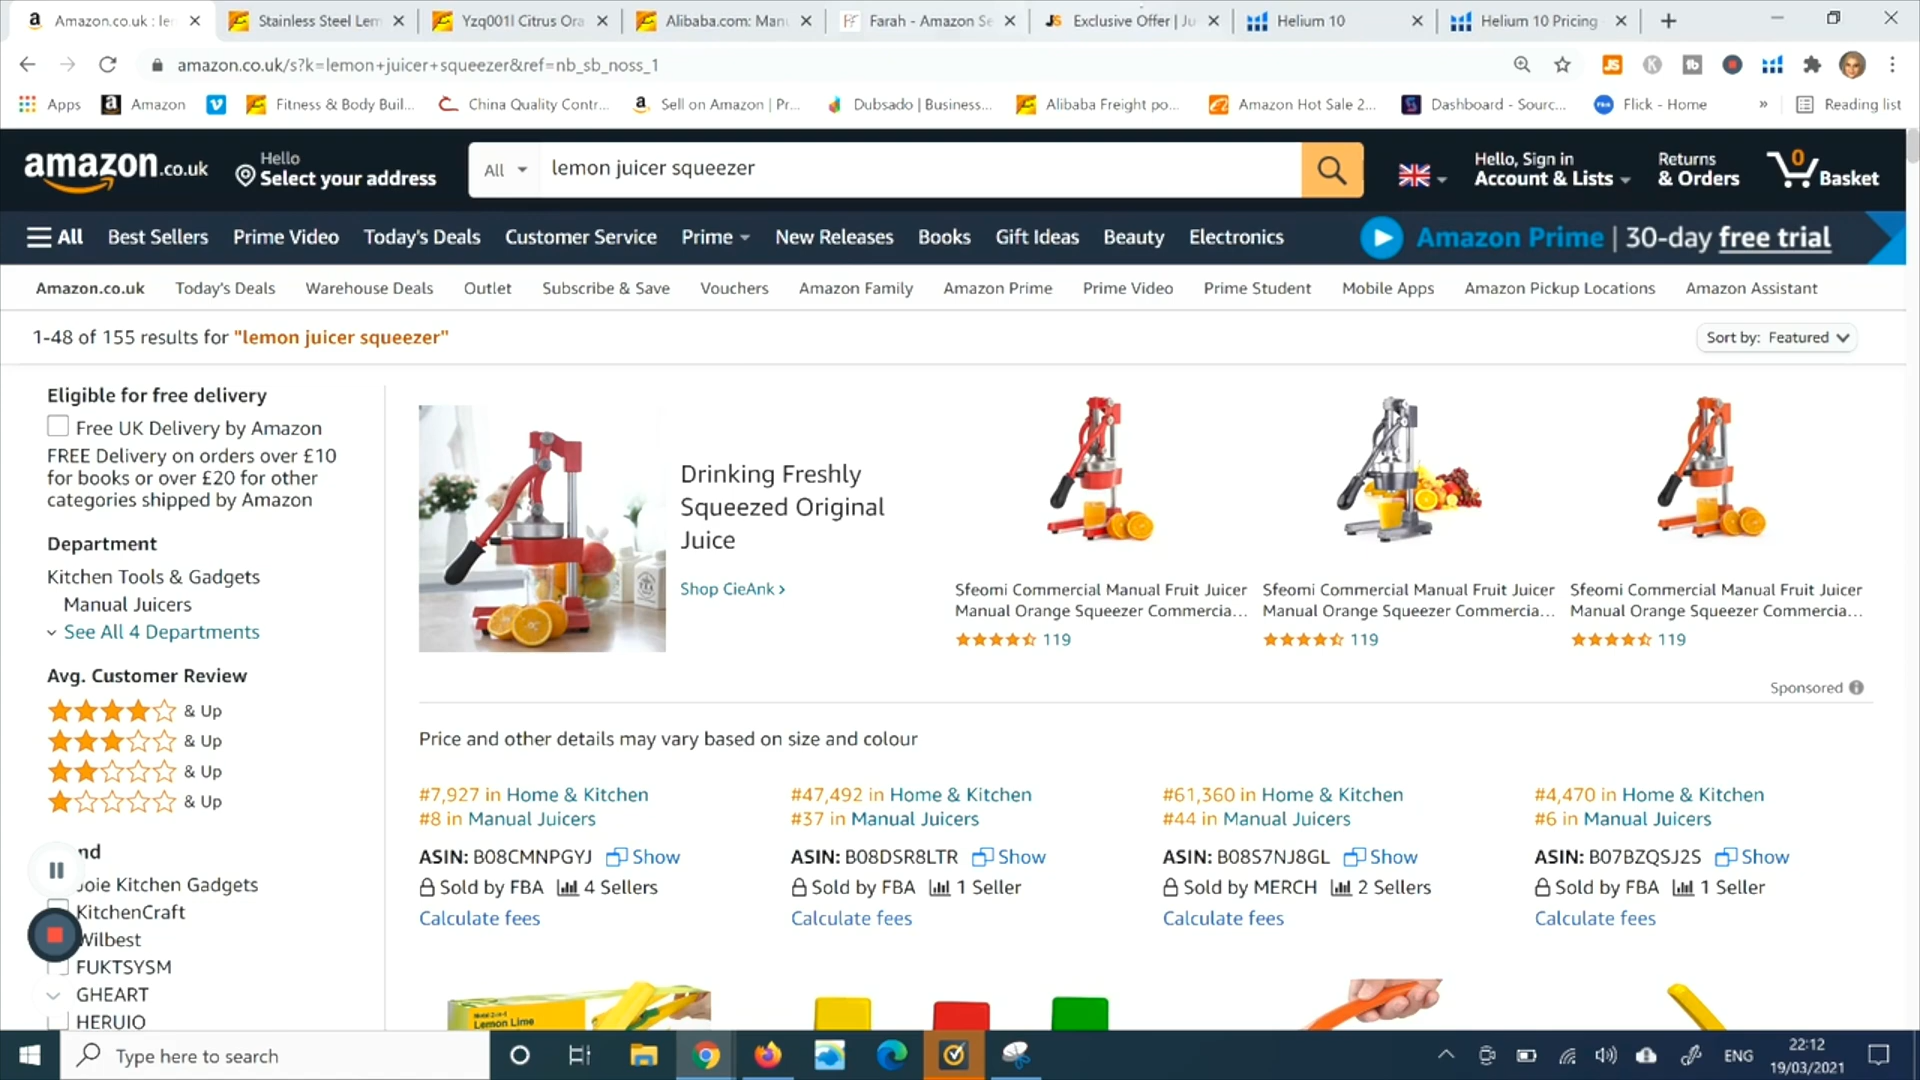 Amazon.co.uk : le
Stainless Steel Lem
Yzq001l Citrus Ora
Alibaba.com: Manu
Farah - Amazon Se
Exclusive Offer | Ju
Helium 10
Helium 10 Pricing
amazon.co.uk/s?k=lemon+juicer+squeezer&ref=nb_sb_noss_1
Apps
Amazon
Fitness & Body Buil...
China Quality Contr...
Sell on Amazon | Pr...
Dubsado | Business...
Alibaba Freight po...
Amazon Hot Sale 2...
Dashboard - Sourc...
Flick - Home
»
Reading list
amazon.co.uk
Hello
Select your address
All
lemon juicer squeezer
Hello, Sign in
Account & Lists
Returns
& Orders
0
Basket
All
Best Sellers
Prime Video
Today's Deals
Customer Service
Prime
New Releases
Books
Gift Ideas
Beauty
Electronics
Amazon Prime | 30-day free trial
Amazon.co.uk
Today's Deals
Warehouse Deals
Outlet
Subscribe & Save
Vouchers
Amazon Family
Amazon Prime
Prime Video
Prime Student
Mobile Apps
Amazon Pickup Locations
Amazon Assistant
1-48 of 155 results for "lemon juicer squeezer"
Sort by: Featured
Eligible for free delivery
Free UK Delivery by Amazon
FREE Delivery on orders over £10
for books or over £20 for other
categories shipped by Amazon
Department
Kitchen Tools & Gadgets
Manual Juicers
See All 4 Departments
Avg. Customer Review
& Up
& Up
& Up
& Up
nd
Joie Kitchen Gadgets
KitchenCraft
Wilbest
FUKTSYSM
GHEART
HERUIO
Drinking Freshly
Squeezed Original
Juice
Shop CieAnk ›
Sfeomi Commercial Manual Fruit Juicer
Manual Orange Squeezer Commercia...
119
Sfeomi Commercial Manual Fruit Juicer
Manual Orange Squeezer Commercia...
119
Sfeomi Commercial Manual Fruit Juicer
Manual Orange Squeezer Commercia...
119
Sponsored
Price and other details may vary based on size and colour
#7,927 in Home & Kitchen
#8 in Manual Juicers
ASIN: B08CMNPGYJ Show
Sold by FBA 4 Sellers
Calculate fees
#47,492 in Home & Kitchen
#37 in Manual Juicers
ASIN: B08DSR8LTR Show
Sold by FBA 1 Seller
Calculate fees
#61,360 in Home & Kitchen
#44 in Manual Juicers
ASIN: B08S7NJ8GL Show
Sold by MERCH 2 Sellers
Calculate fees
#4,470 in Home & Kitchen
#6 in Manual Juicers
ASIN: B07BZQSJ2S Show
Sold by FBA 1 Seller
Calculate fees
Lemon Lime
Type here to search
ENG
22:12
19/03/2021